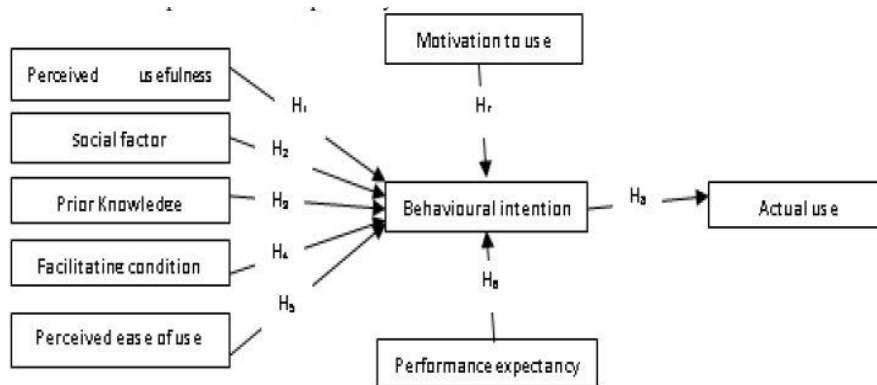 Motivation to use
Perceived usefulness
H₁
H₇
Social factor
H₂
Prior Knowledge
H₃
Behavioural intention
H₈
Actual use
Facilitating condition
H₄
H₆
Perceived ease of use
H₅
Performance expectancy